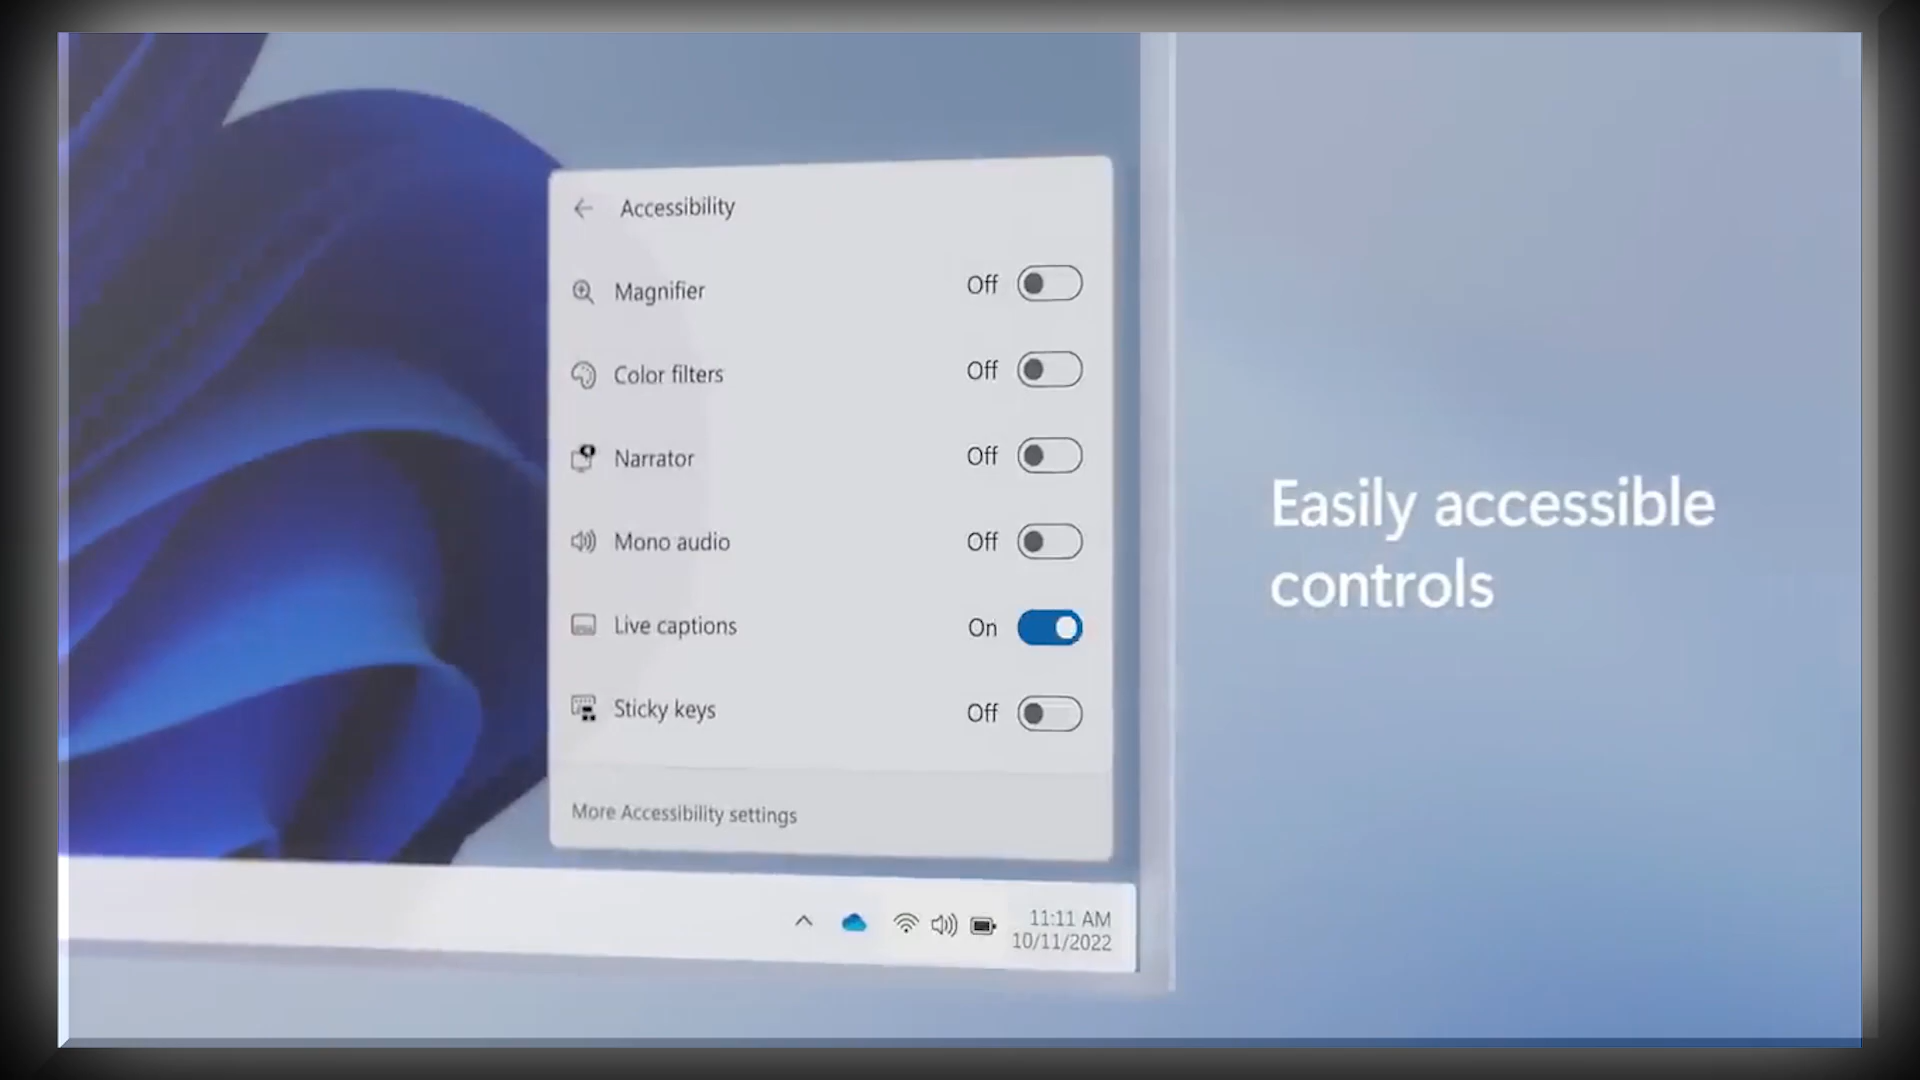 Accessibility
Magnifier Off
Color filters Off
Narrator Off
Mono audio Off
Live captions On
Sticky keys Off
More Accessibility settings
11:11 AM
10/11/2022
Easily accessible
controls